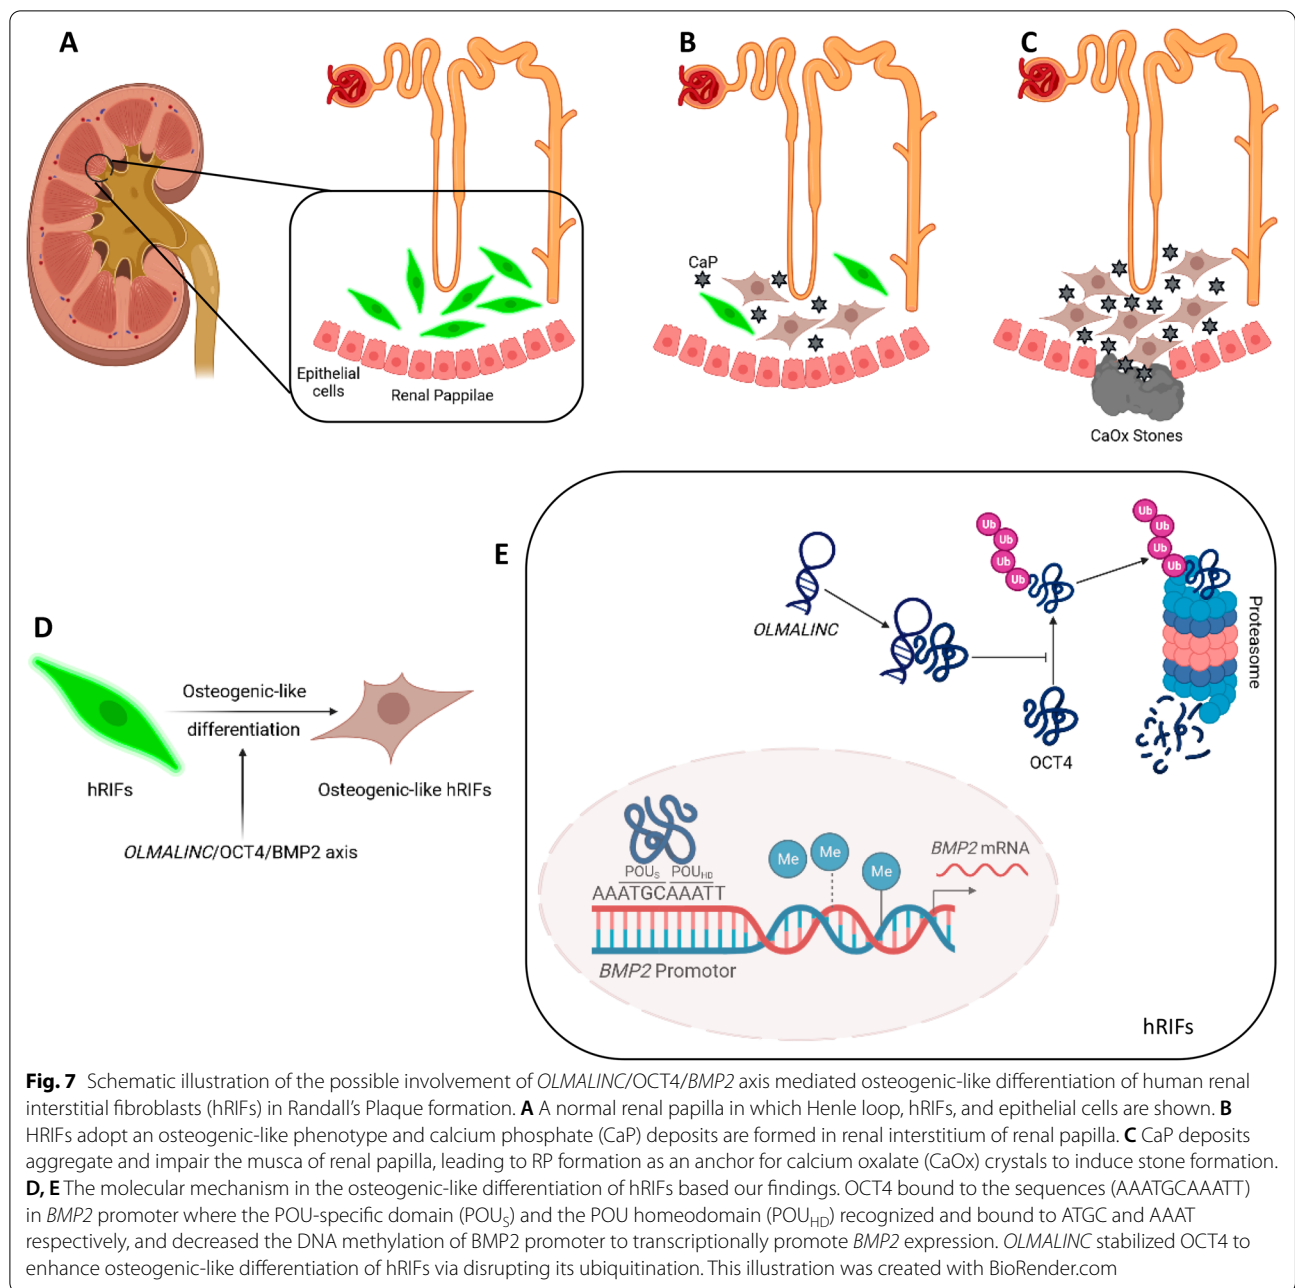 A
B
C
CaP
Epithelial
cells
Renal Pappilae
CaOx Stones
E
Ub
Ub
Ub
Ub
Ub
Ub
Ub
Ub
OLMALINC
Proteasome
OCT4
D
Osteogenic-like
differentiation
hRIFs
Osteogenic-like hRIFs
OLMALINC/OCT4/BMP2 axis
POUS POUHD
AAATGCAAATT
Me
Me
Me
BMP2 mRNA
BMP2 Promotor
hRIFs
Fig. 7 Schematic illustration of the possible involvement of OLMALINC/OCT4/BMP2 axis mediated osteogenic-like differentiation of human renal
interstitial fibroblasts (hRIFs) in Randall's Plaque formation. A A normal renal papilla in which Henle loop, hRIFs, and epithelial cells are shown. B
HRIFs adopt an osteogenic-like phenotype and calcium phosphate (CaP) deposits are formed in renal interstitium of renal papilla. C CaP deposits
aggregate and impair the musca of renal papilla, leading to RP formation as an anchor for calcium oxalate (CaOx) crystals to induce stone formation.
D, E The molecular mechanism in the osteogenic-like differentiation of hRIFs based our findings. OCT4 bound to the sequences (AAATGCAAATT)
in BMP2 promoter where the POU-specific domain (POUS) and the POU homeodomain (POUHD) recognized and bound to ATGC and AAAT
respectively, and decreased the DNA methylation of BMP2 promoter to transcriptionally promote BMP2 expression. OLMALINC stabilized OCT4 to
enhance osteogenic-like differentiation of hRIFs via disrupting its ubiquitination. This illustration was created with BioRender.com